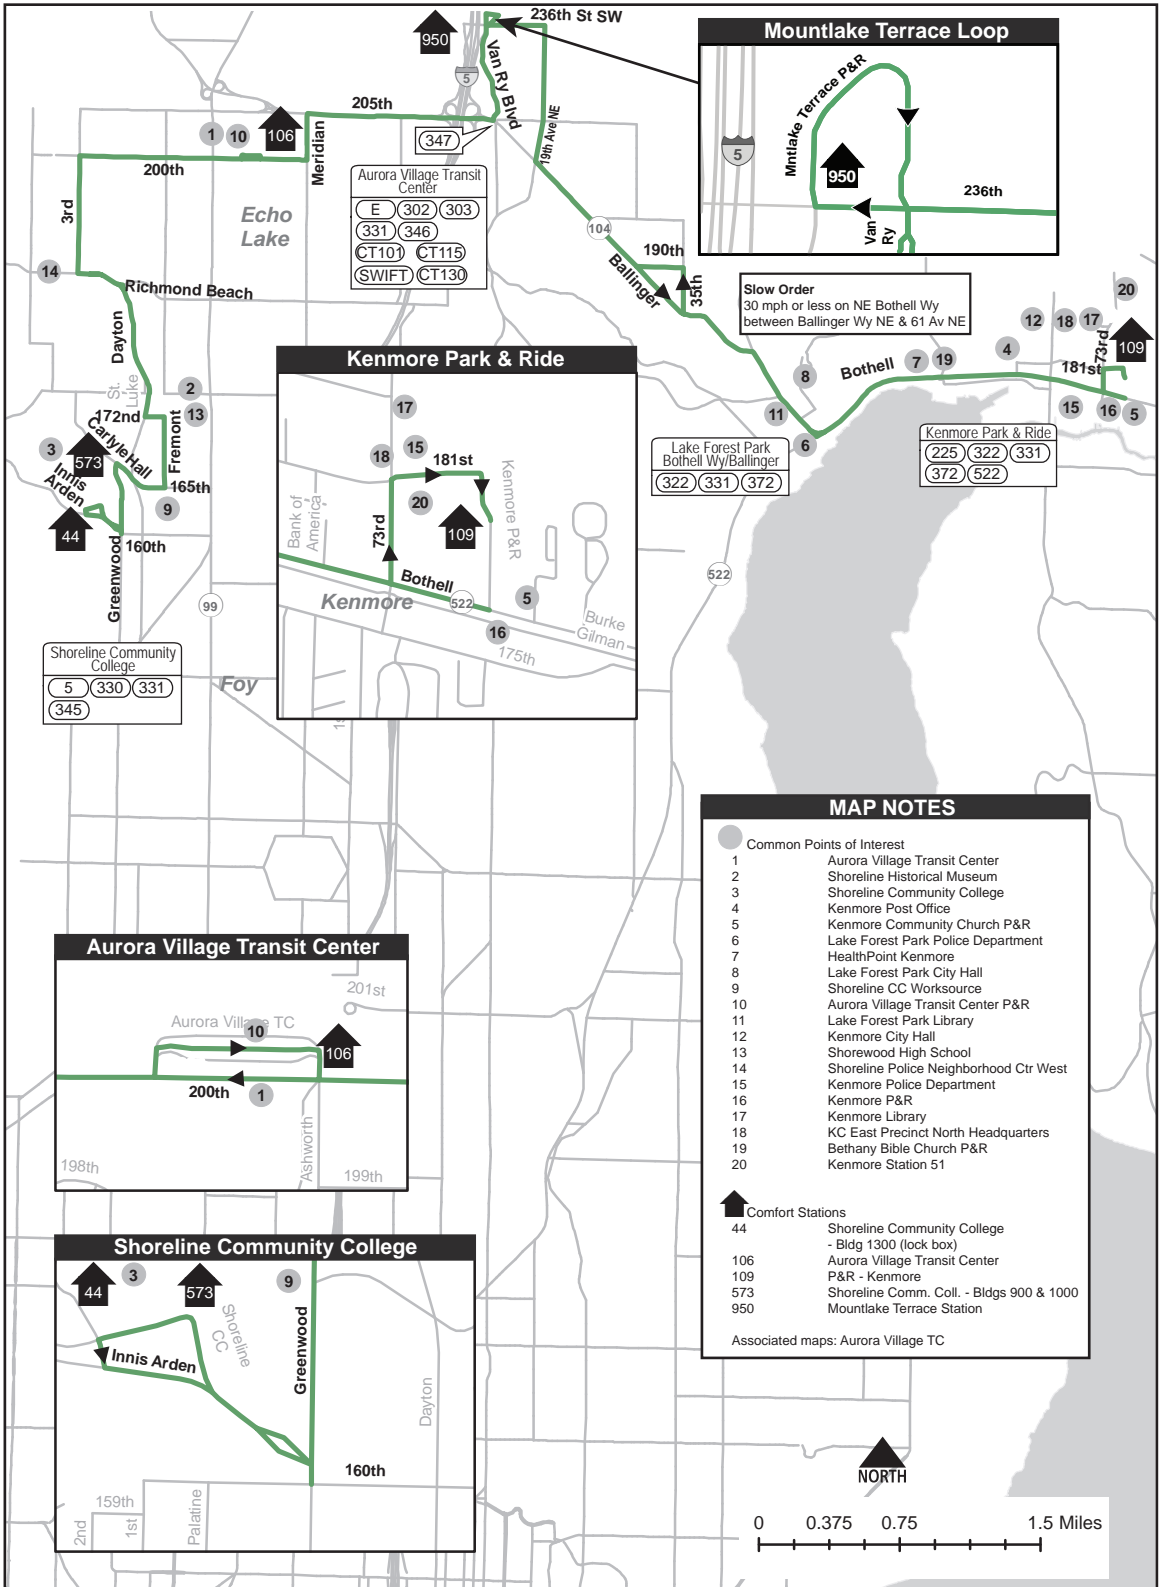 236th St SW
950
Van Ry Blvd
5
19th Ave NE
205th
106
1
10
Meridian
200th
347
3rd
Echo
Lake
Aurora Village Transit
Center
E 302 303
331 346
CT101 CT115
SWIFT CT130
104
190th
Ballinger
35th
14
Richmond Beach
Dayton
St.
Luke
2
13
172nd
Fremont
Carlyle Hall
3
573
Innis
Arden
165th
9
44
160th
Greenwood
99
Shoreline Community
College
5 330 331
345
Foy
Mountlake Terrace Loop
Mntlake Terrace P&R
5
950
236th
Van
Ry
Slow Order
30 mph or less on NE Bothell Wy
between Ballinger Wy NE & 61 Av NE
20
12
18
17
73rd
109
4
7
19
Bothell
181st
8
11
6
15
16
5
Lake Forest Park
Bothell Wy/Ballinger
322 331 372
Kenmore Park & Ride
225 322 331
372 522
522
Kenmore Park & Ride
17
15
18
181st
20
109
Kenmore P&R
Bank of
America
73rd
Bothell
522
Kenmore
5
16
Burke
Gilman
175th
MAP NOTES
Common Points of Interest
1 Aurora Village Transit Center
2 Shoreline Historical Museum
3 Shoreline Community College
4 Kenmore Post Office
5 Kenmore Community Church P&R
6 Lake Forest Park Police Department
7 HealthPoint Kenmore
8 Lake Forest Park City Hall
9 Shoreline CC Worksource
10 Aurora Village Transit Center P&R
11 Lake Forest Park Library
12 Kenmore City Hall
13 Shorewood High School
14 Shoreline Police Neighborhood Ctr West
15 Kenmore Police Department
16 Kenmore P&R
17 Kenmore Library
18 KC East Precinct North Headquarters
19 Bethany Bible Church P&R
20 Kenmore Station 51
Comfort Stations
44 Shoreline Community College
- Bldg 1300 (lock box)
106 Aurora Village Transit Center
109 P&R - Kenmore
573 Shoreline Comm. Coll. - Bldgs 900 & 1000
950 Mountlake Terrace Station
Associated maps: Aurora Village TC
Aurora Village Transit Center
201st
Aurora Village TC
10
106
200th
1
Ashworth
198th
199th
Shoreline Community College
44
3
573
9
Shoreline
CC
Innis Arden
Greenwood
Dayton
160th
159th
2nd
1st
Palatine
NORTH
0 0.375 0.75 1.5 Miles